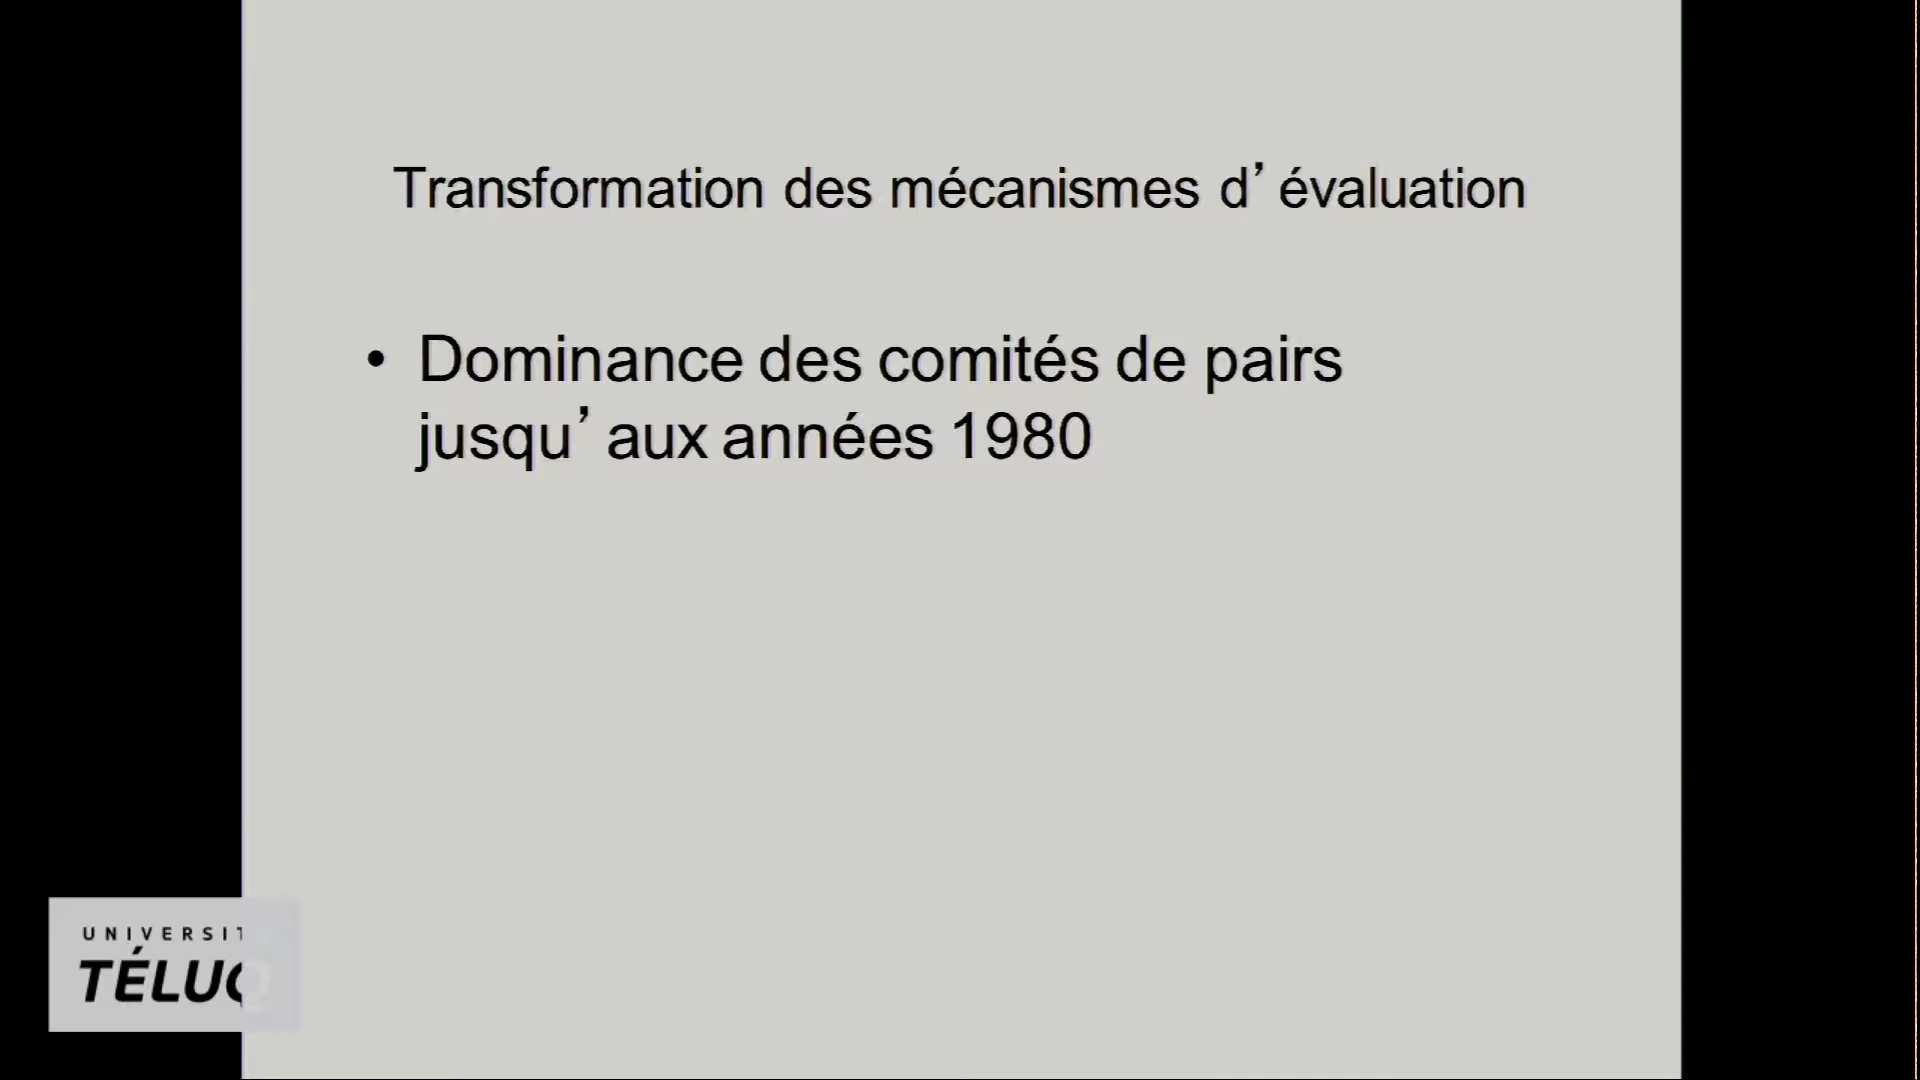 Transformation des mécanismes d’évaluation
• Dominance des comités de pairs
jusqu’aux années 1980
UNIVERSIT
TÉLUQ